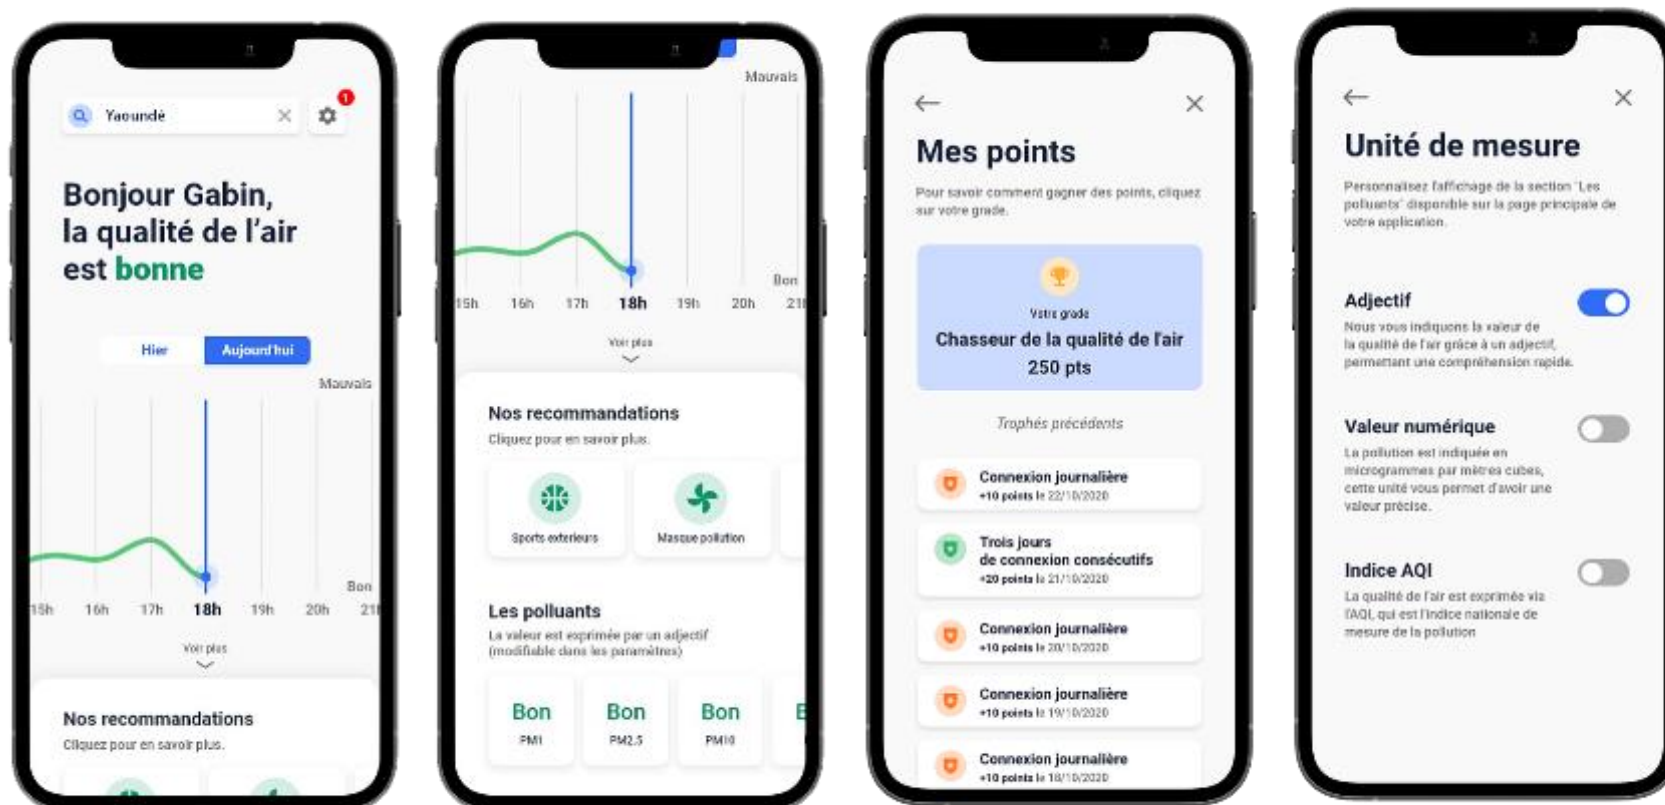 Yaoundé
1
Bonjour Gabin,
la qualité de l'air
est bonne
Hier
Aujourd'hui
Mauvais
Bon
15h 16h 17h 18h 19h 20h 21
Voir plus
Nos recommandations
Cliquez pour en savoir plus.
Mauvais
Bon
15h 16h 17h 18h 19h 20h 21
Voir plus
Nos recommandations
Cliquez pour en savoir plus.
Sports exterieurs
Masque pollution
Les polluants
La valeur est exprimée par un adjectif
(modifiable dans les paramètres)
Bon Bon Bon
PM1 PM2.5 PM10
Mes points
Pour savoir comment gagner des points, cliquez
sur votre grade.
Votre grade
Chasseur de la qualité de l'air
250 pts
Trophés précédents
Connexion journalière
+10 points le 22/10/2020
Trois jours
de connexion consécutifs
+20 points le 21/10/2020
Connexion journalière
+10 points le 20/10/2020
Connexion journalière
+10 points le 19/10/2020
Connexion journalière
+10 points le 18/10/2020
Unité de mesure
Personnalisez l'affichage de la section "Les
polluants" disponible sur la page principale de
votre application.
Adjectif
Nous vous indiquons la valeur de
la qualité de l'air grâce à un adjectif,
permettant une compréhension rapide.
Valeur numérique
La pollution est indiquée en
microgrammes par mètres cubes,
cette unité vous permet d'avoir une
valeur précise.
Indice AQI
La qualité de l'air est exprimée via
l'AQI, qui est l'indice nationale de
mesure de la pollution